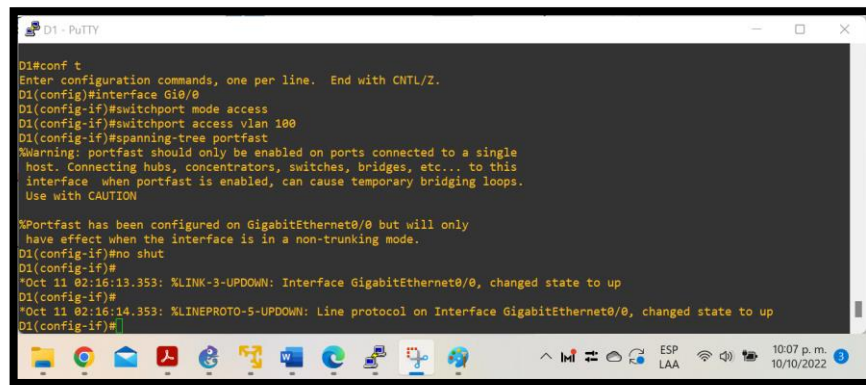 D1 - PuTTY
D1#conf t
Enter configuration commands, one per line.  End with CNTL/Z.
D1(config)#interface Gi0/0
D1(config-if)#switchport mode access
D1(config-if)#switchport access vlan 100
D1(config-if)#spanning-tree portfast
%Warning: portfast should only be enabled on ports connected to a single
 host. Connecting hubs, concentrators, switches, bridges, etc... to this
 interface  when portfast is enabled, can cause temporary bridging loops.
 Use with CAUTION
%Portfast has been configured on GigabitEthernet0/0 but will only
 have effect when the interface is in a non-trunking mode.
D1(config-if)#no shut
D1(config-if)#
*Oct 11 02:16:13.353: %LINK-3-UPDOWN: Interface GigabitEthernet0/0, changed state to up
D1(config-if)#
*Oct 11 02:16:14.353: %LINEPROTO-5-UPDOWN: Line protocol on Interface GigabitEthernet0/0, changed state to up
D1(config-if)#
ESP
LAA
10:07 p. m.
10/10/2022
3